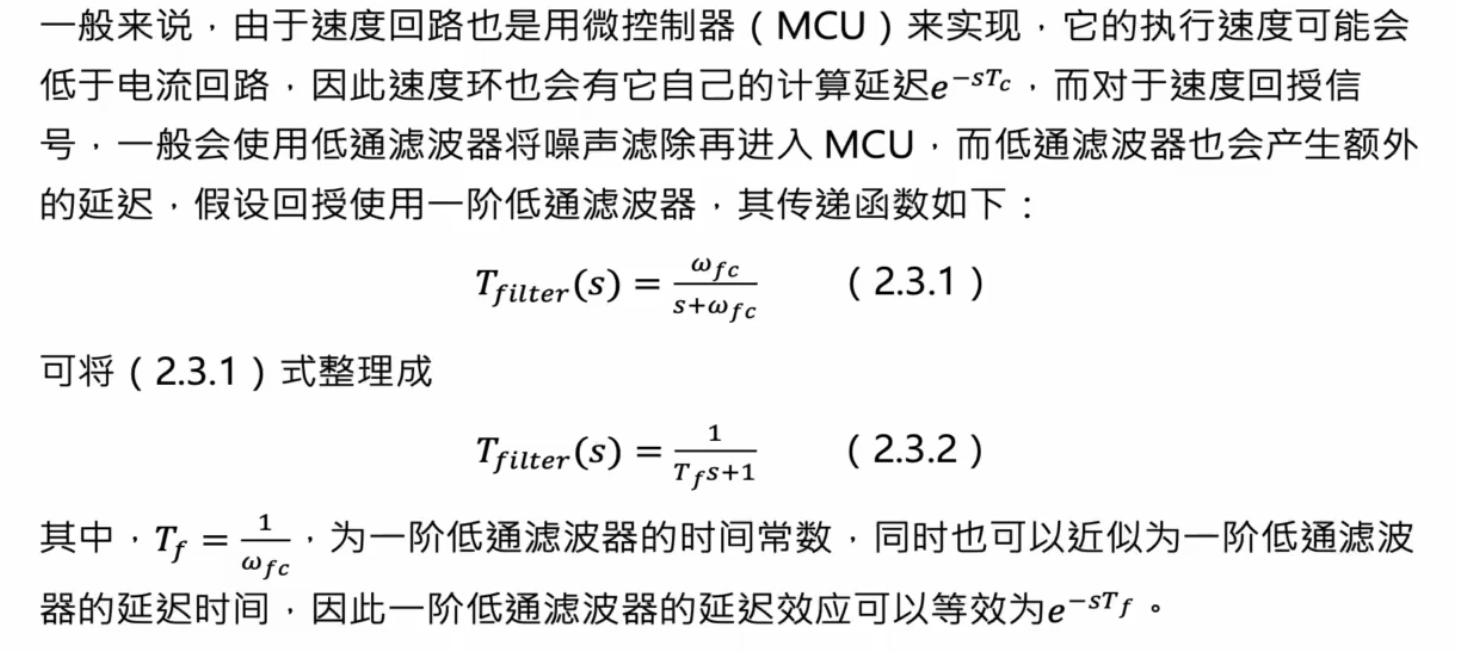 一般来说，由于速度回路也是用微控制器（MCU）来实现，它的执行速度可能会
低于电流回路，因此速度环也会有它自己的计算延迟e^{-sT_c}，而对于速度回授信
号，一般会使用低通滤波器将噪声滤除再进入 MCU，而低通滤波器也会产生额外
的延迟，假设回授使用一阶低通滤波器，其传递函数如下：
T_{filter}(s) = \frac{ω_{fc}}{s+ω_{fc}} （2.3.1）
可将（2.3.1）式整理成
T_{filter}(s) = \frac{1}{T_f s+1} （2.3.2）
其中，T_f = \frac{1}{ω_{fc}}，为一阶低通滤波器的时间常数，同时也可以近似为一阶低通滤波
器的延迟时间，因此一阶低通滤波器的延迟效应可以等效为e^{-sT_f}。